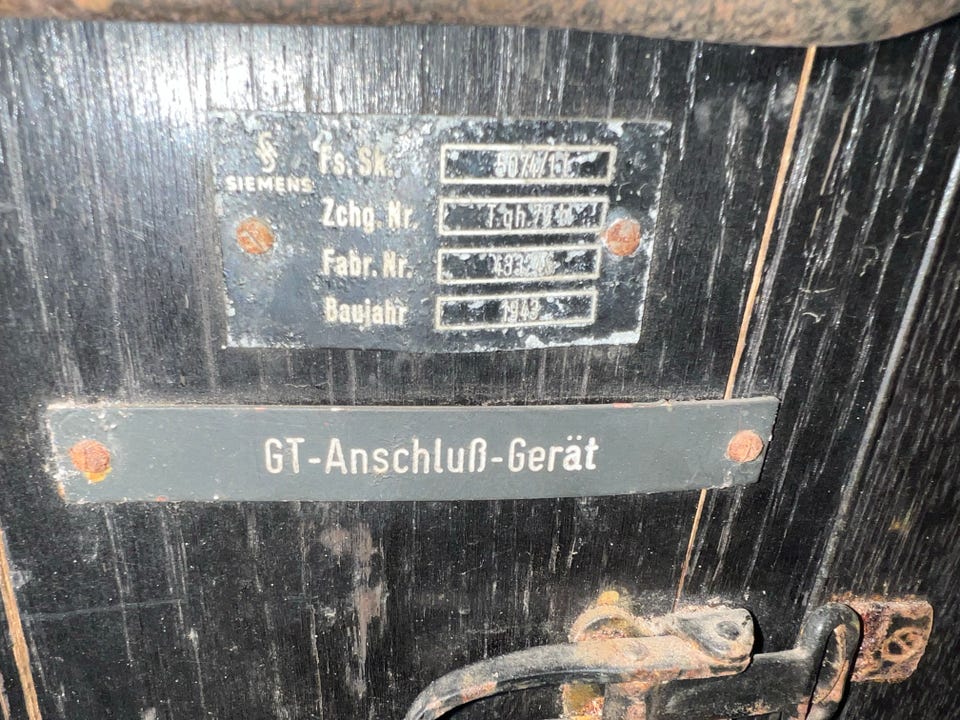 SIEMENS
Fs. Sk.
Zchg. Nr.
Fabr. Nr.
Baujahr 1943
GT-Anschluß-Gerät